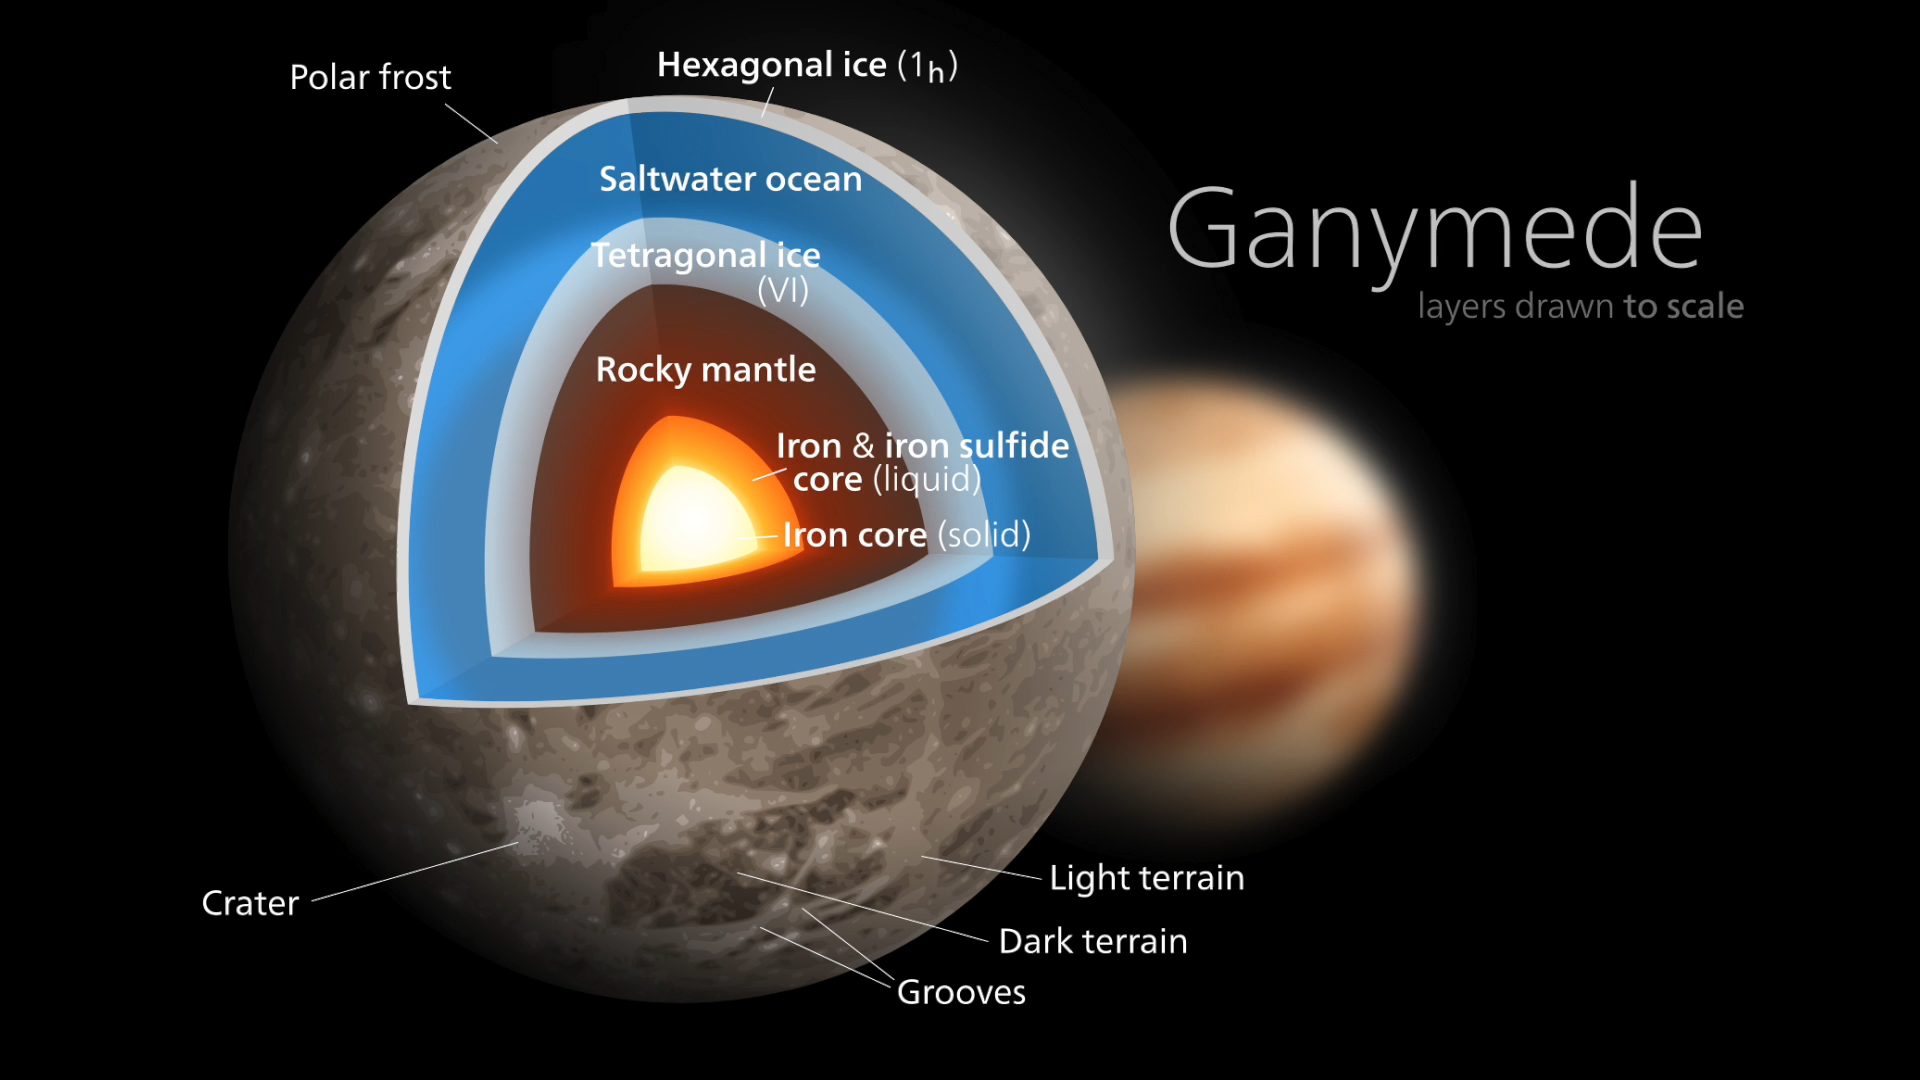 Polar frost
Hexagonal ice (1h)
Saltwater ocean
Tetragonal ice
(VI)
Rocky mantle
Iron & iron sulfide
core (liquid)
Iron core (solid)
Ganymede
layers drawn to scale
Crater
Light terrain
Dark terrain
Grooves